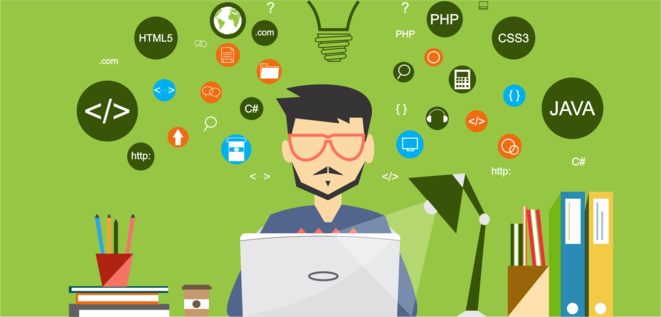 ?
?
PHP
HTML5
.com
PHP
CSS3
.com
< >
{ }
</>
C#
{ }
</>
JAVA
http:
C#
< >
</>
http: